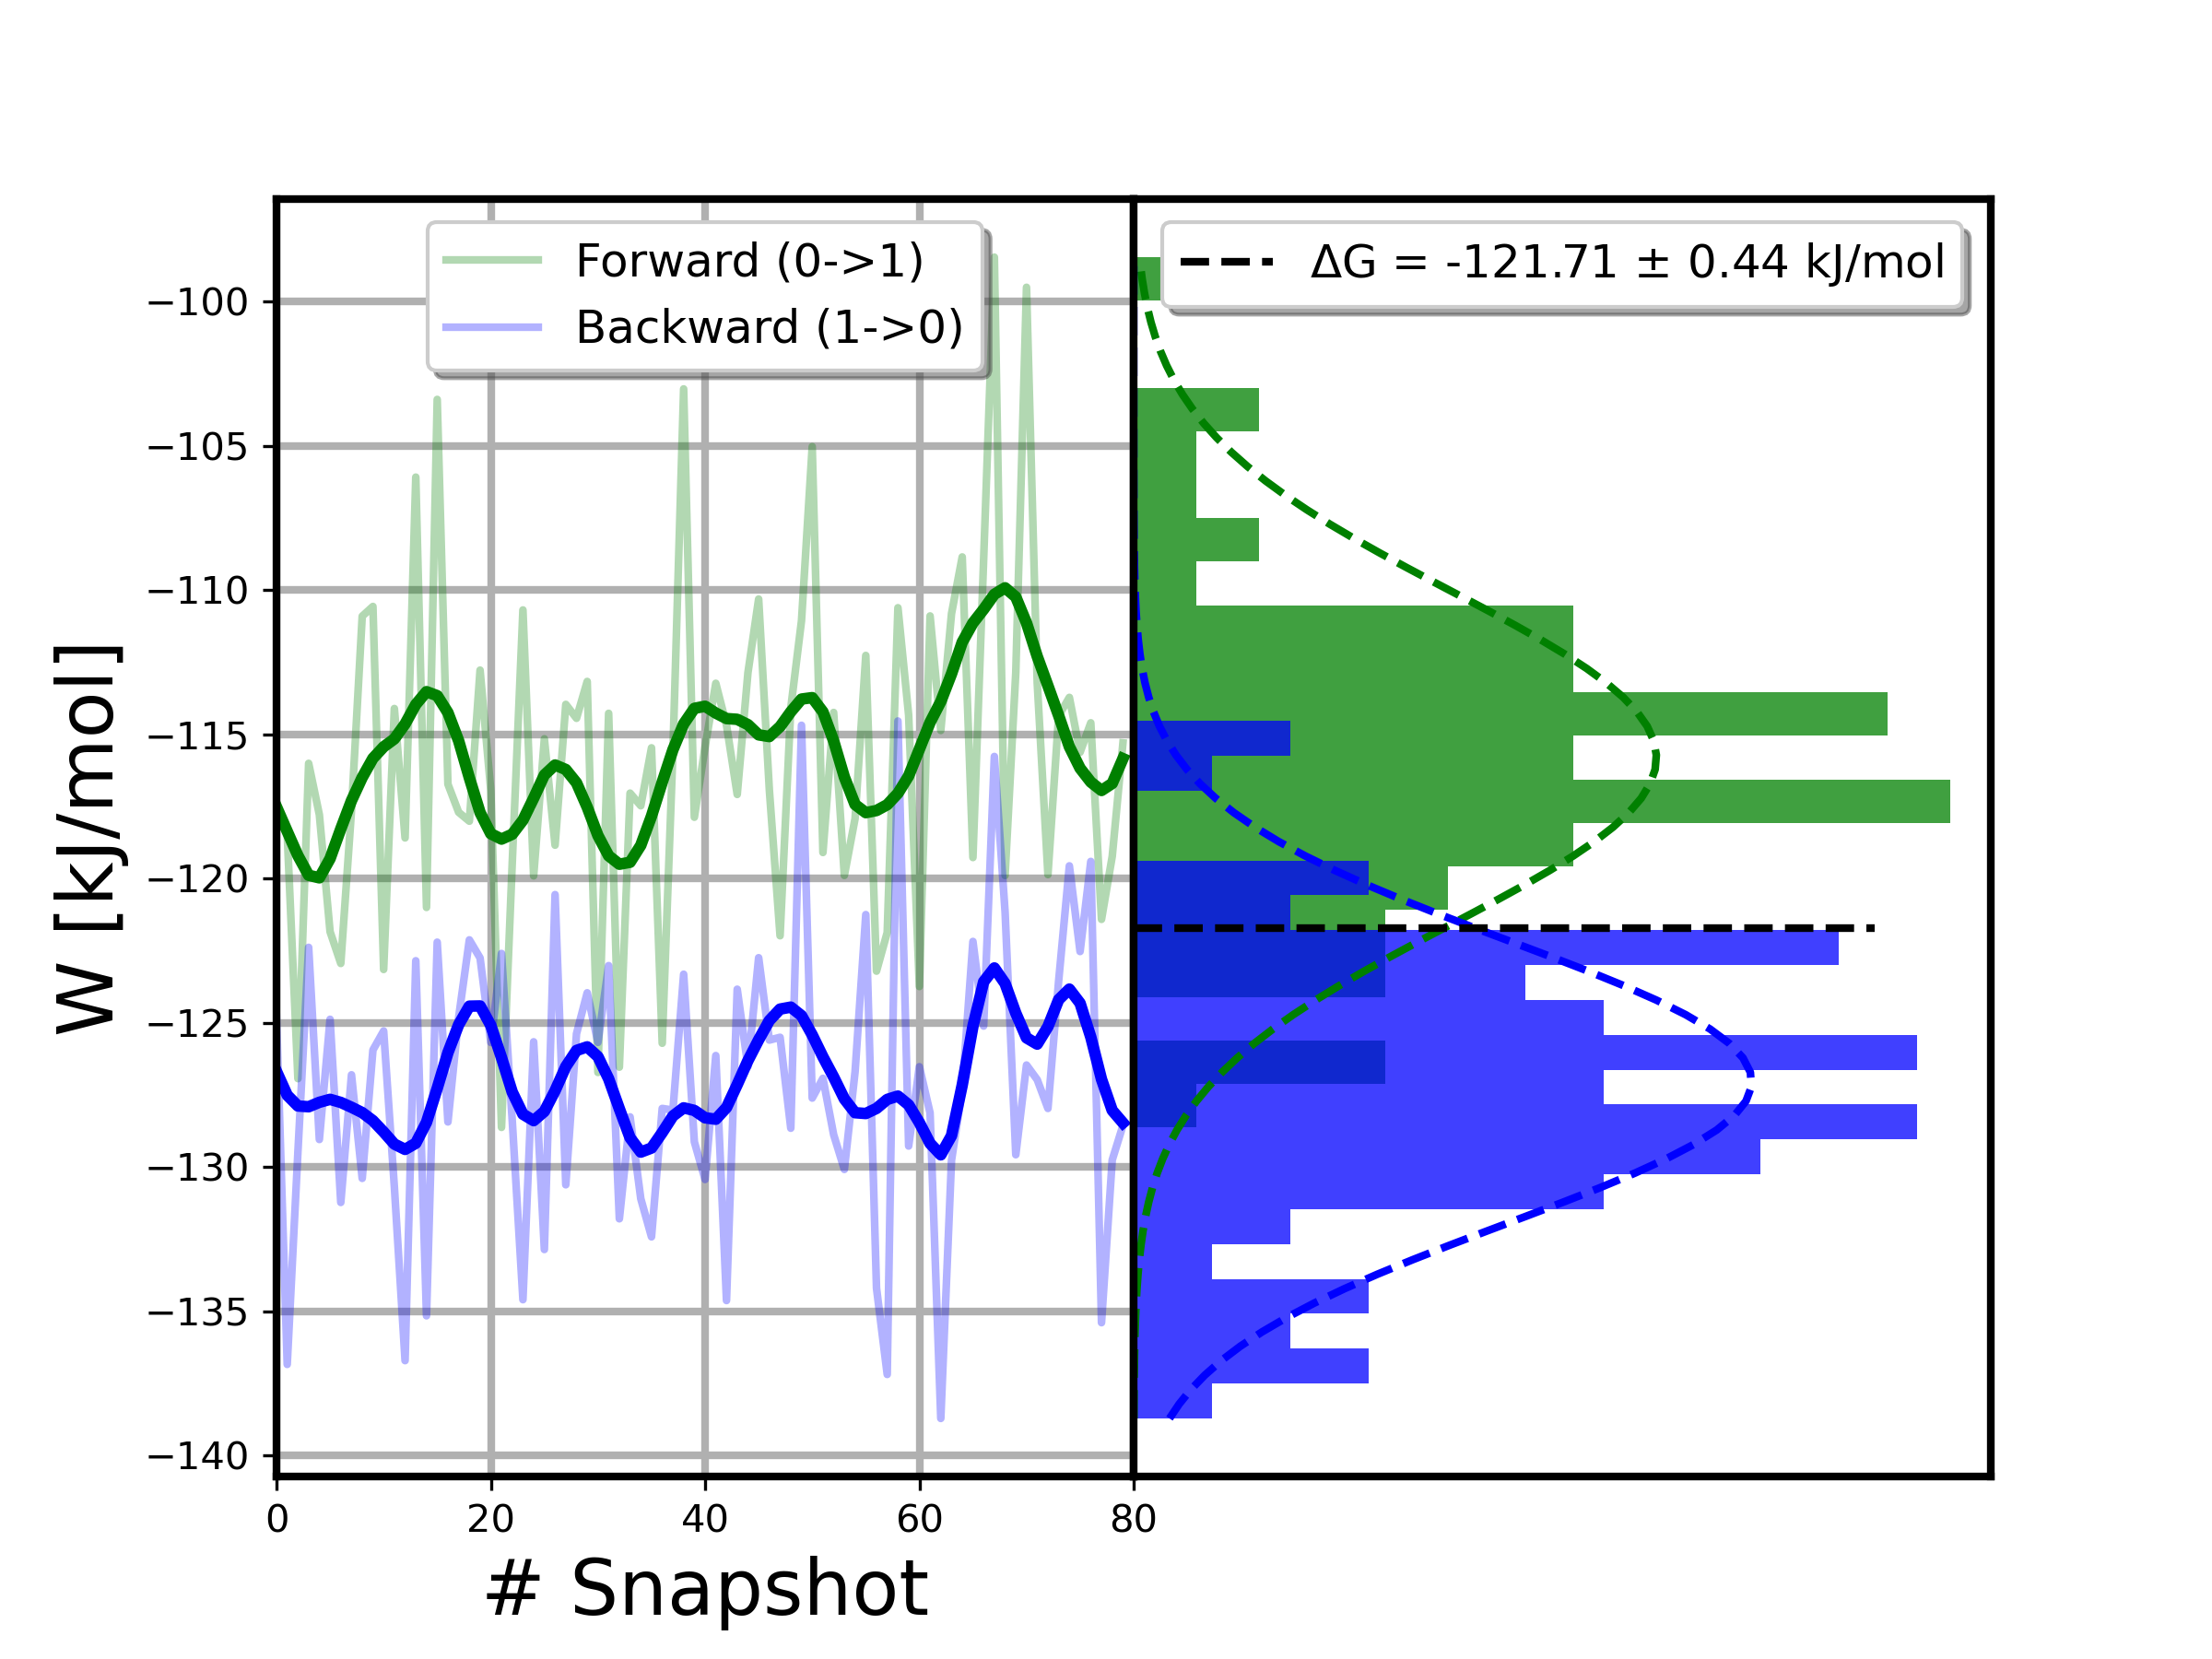 Forward (0->1)
Backward (1->0)
ΔG = -121.71 ± 0.44 kJ/mol
W [kJ/mol]
−100
−105
−110
−115
−120
−125
−130
−135
−140
0 20 40 60 80
# Snapshot